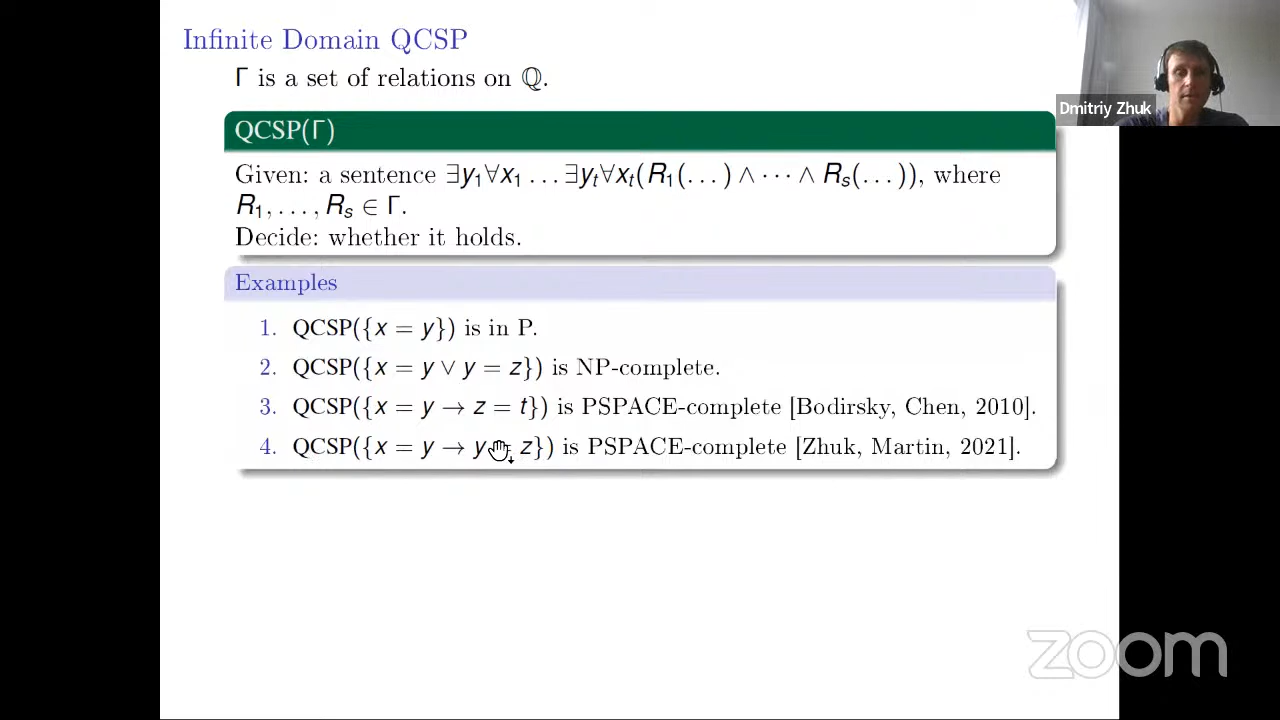 Infinite Domain QCSP
Γ is a set of relations on ℚ.
Dmitriy Zhuk
QCSP(Γ)
Given: a sentence ∃y₁∀x₁ … ∃yₜ∀xₜ(R₁(…) ∧ ⋯ ∧ Rₛ(…)), where
R₁, …, Rₛ ∈ Γ.
Decide: whether it holds.
Examples
1. QCSP({x = y}) is in P.
2. QCSP({x = y ∨ y = z}) is NP-complete.
3. QCSP({x = y → z = t}) is PSPACE-complete [Bodirsky, Chen, 2010].
4. QCSP({x = y → y = z}) is PSPACE-complete [Zhuk, Martin, 2021].
zoom